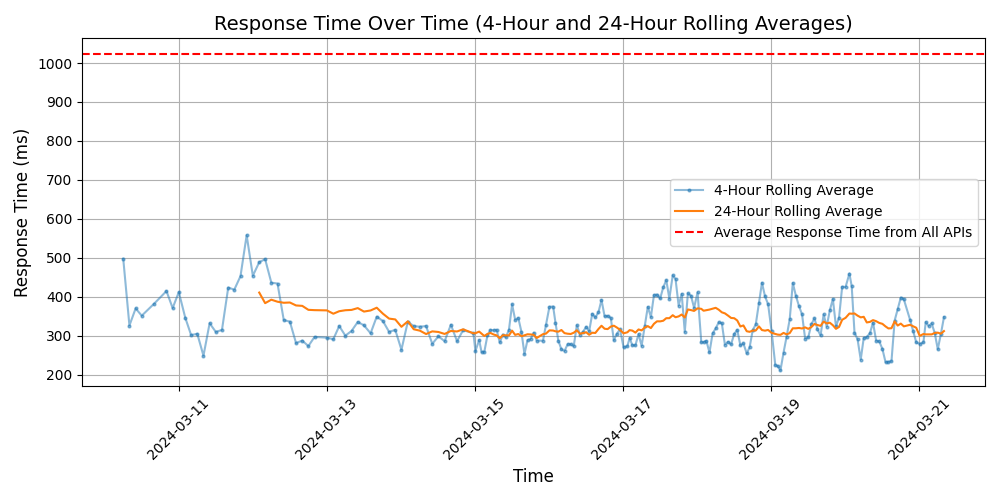 Response Time Over Time (4-Hour and 24-Hour Rolling Averages)
Response Time (ms)
1000
900
800
700
600
500
400
300
200
4-Hour Rolling Average
24-Hour Rolling Average
Average Response Time from All APIs
2024-03-11
2024-03-13
2024-03-15
2024-03-17
2024-03-19
2024-03-21
Time